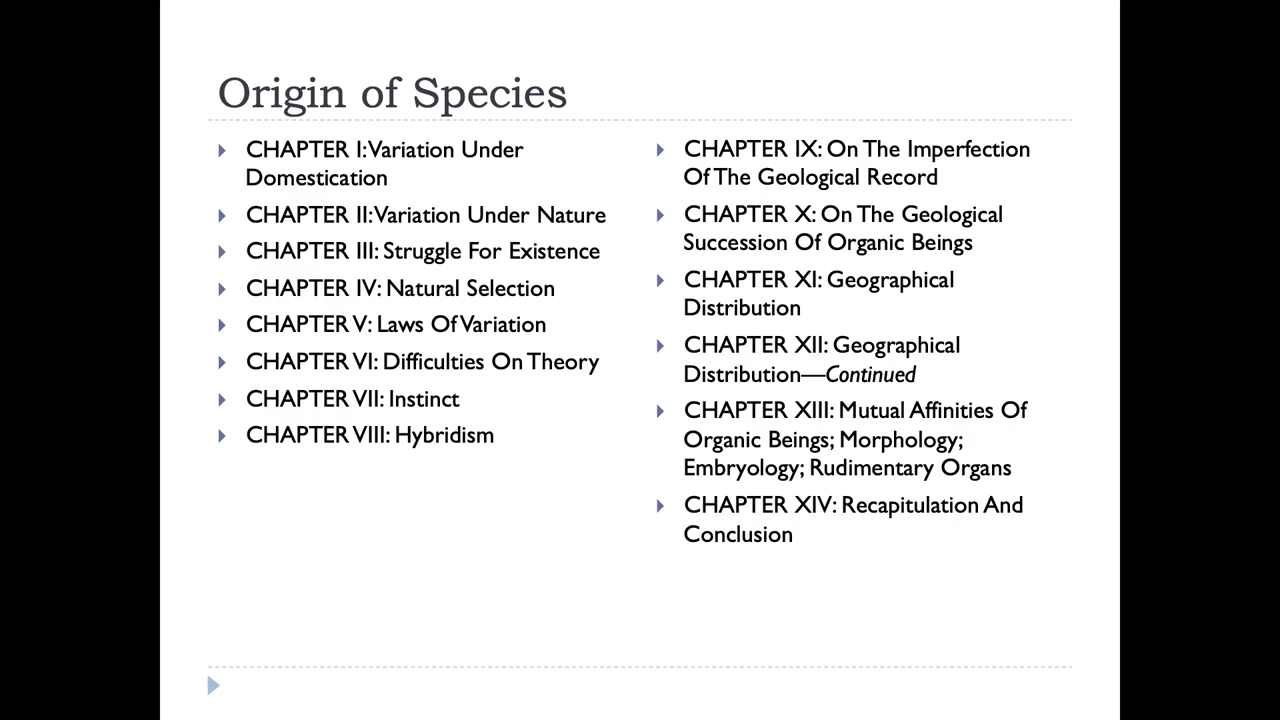 Origin of Species
CHAPTER I: Variation Under
Domestication
CHAPTER II: Variation Under Nature
CHAPTER III: Struggle For Existence
CHAPTER IV: Natural Selection
CHAPTER V: Laws Of Variation
CHAPTER VI: Difficulties On Theory
CHAPTER VII: Instinct
CHAPTER VIII: Hybridism
CHAPTER IX: On The Imperfection
Of The Geological Record
CHAPTER X: On The Geological
Succession Of Organic Beings
CHAPTER XI: Geographical
Distribution
CHAPTER XII: Geographical
Distribution—Continued
CHAPTER XIII: Mutual Affinities Of
Organic Beings; Morphology;
Embryology; Rudimentary Organs
CHAPTER XIV: Recapitulation And
Conclusion